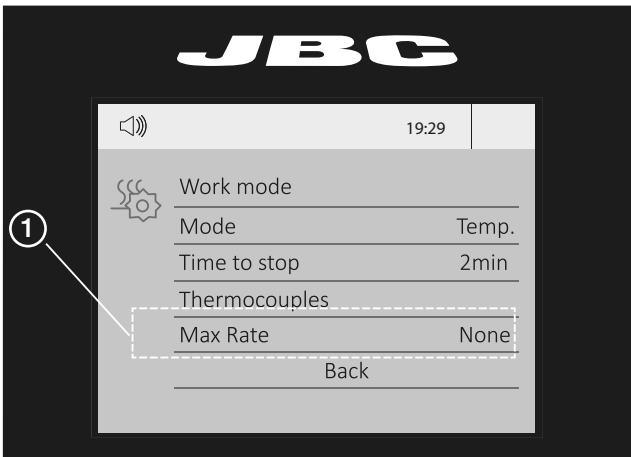 JBC
19:29
Work mode
Mode Temp.
Time to stop 2min
Thermocouples
1
Max Rate None
Back